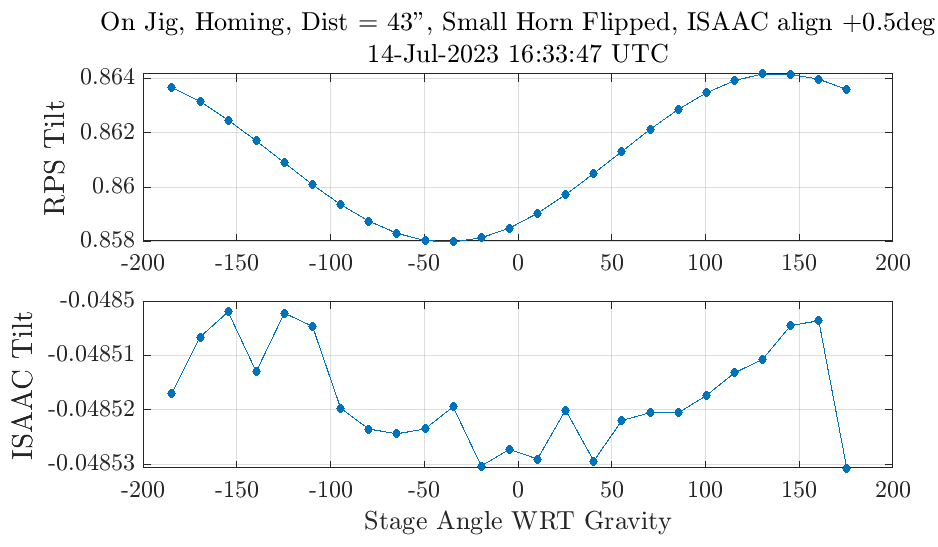 On Jig, Homing, Dist = 43", Small Horn Flipped, ISAAC align +0.5deg
14-Jul-2023 16:33:47 UTC
RPS Tilt
0.864
0.862
0.86
0.858
-200 -150 -100 -50 0 50 100 150 200
ISAAC Tilt
-0.0485
-0.04851
-0.04852
-0.04853
-200 -150 -100 -50 0 50 100 150 200
Stage Angle WRT Gravity